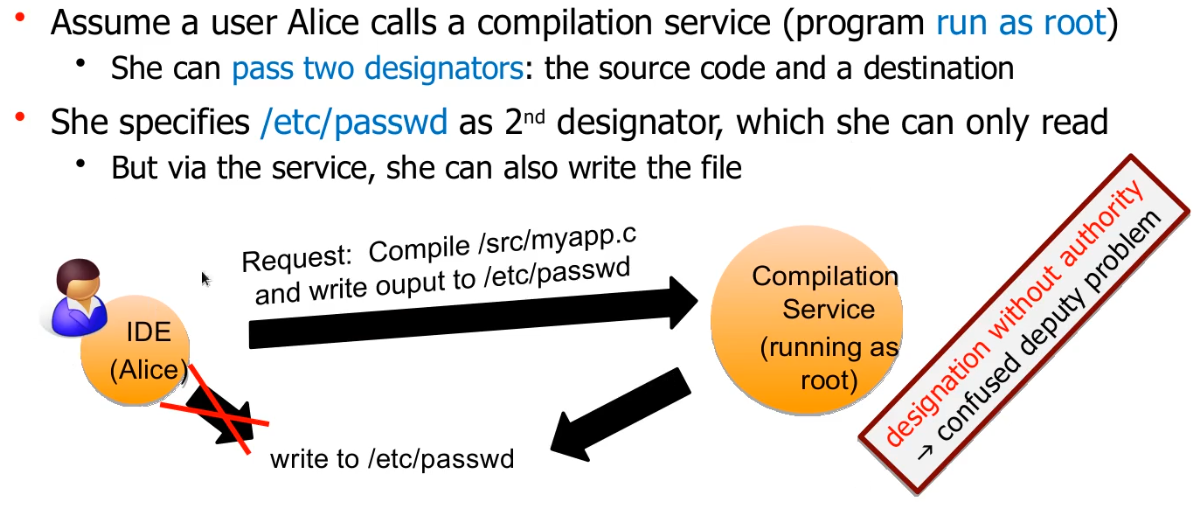 • Assume a user Alice calls a compilation service (program run as root)
• She can pass two designators: the source code and a destination
• She specifies /etc/passwd as 2nd designator, which she can only read
• But via the service, she can also write the file
Request: Compile /src/myapp.c
and write ouput to /etc/passwd
IDE
(Alice)
Compilation
Service
(running as
root)
write to /etc/passwd
designation without authority
→ confused deputy problem